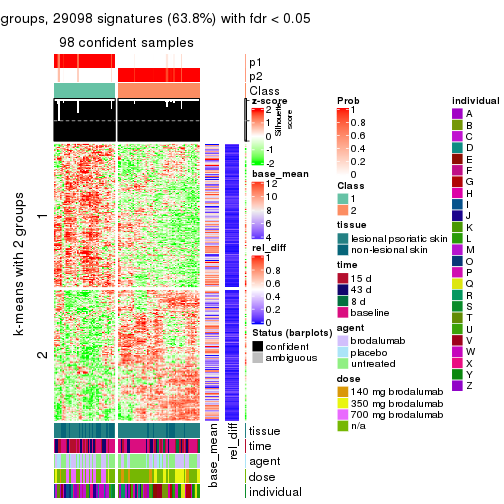 groups, 29098 signatures (63.8%) with fdr < 0.05
98 confident samples
p1
p2
Class
Silhouette
score
k-means with 2 groups
1
2
tissue
time
agent
dose
individual
base_mean
rel_diff
z-score
2
1
0
-1
-2
base_mean
12
10
8
6
4
rel_diff
1
0.8
0.6
0.4
0.2
0
Status (barplots)
confident
ambiguous
Prob
1
0.8
0.6
0.4
0.2
0
Class
1
2
tissue
lesional psoriatic skin
non-lesional skin
time
15 d
43 d
8 d
baseline
agent
brodalumab
placebo
untreated
dose
140 mg brodalumab
350 mg brodalumab
700 mg brodalumab
n/a
individual
A
B
C
D
E
F
G
H
I
J
K
L
M
O
P
Q
R
S
T
U
V
W
X
Y
Z